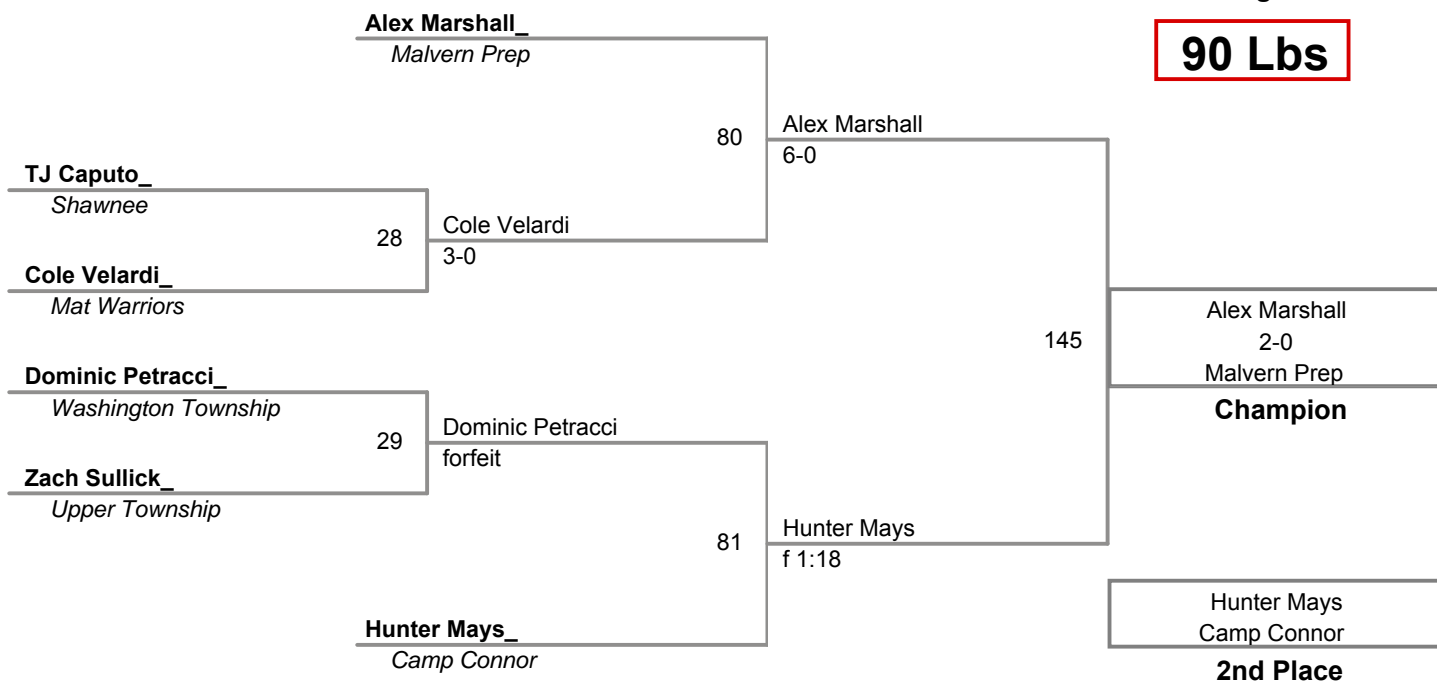 Alex Marshall_
Malvern Prep
90 Lbs
80
Alex Marshall
6-0
TJ Caputo_
Shawnee
28
Cole Velardi
3-0
Cole Velardi_
Mat Warriors
145
Alex Marshall
2-0
Malvern Prep
Champion
Dominic Petracci_
Washington Township
29
Dominic Petracci
forfeit
Zach Sullick_
Upper Township
81
Hunter Mays
f 1:18
Hunter Mays_
Camp Connor
Hunter Mays
Camp Connor
2nd Place